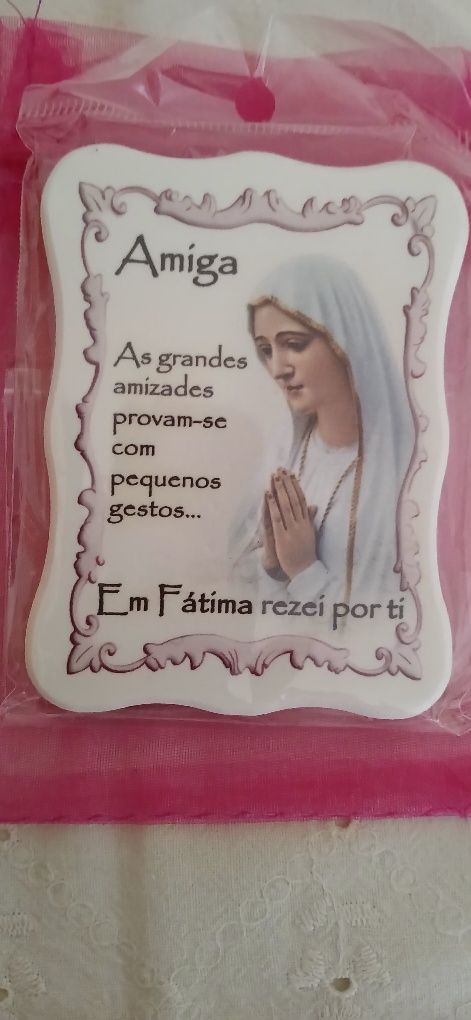 Amiga
As grandes
amizades
provam-se
com
pequenos
gestos...
Em Fátima rezei por ti